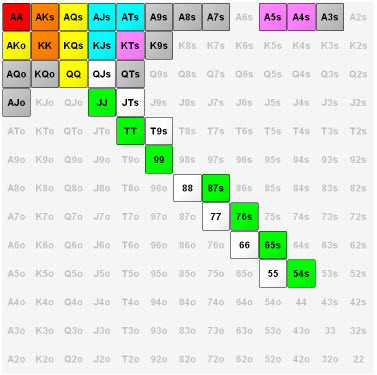 AA AKs AQs AJs ATs A9s A8s A7s A6s A5s A4s A3s A2s
AKo KK KQs KJs KTs K9s K8s K7s K6s K5s K4s K3s K2s
AQo KQo QQ QJs QTs Q9s Q8s Q7s Q6s Q5s Q4s Q3s Q2s
AJo KJo QJo JJ JTs J9s J8s J7s J6s J5s J4s J3s J2s
ATo KTo QTo JTo TT T9s T8s T7s T6s T5s T4s T3s T2s
A9o K9o Q9o J9o T9o 99 98s 97s 96s 95s 94s 93s 92s
A8o K8o Q8o J8o T8o 98o 88 87s 86s 85s 84s 83s 82s
A7o K7o Q7o J7o T7o 97o 87o 77 76s 75s 74s 73s 72s
A6o K6o Q6o J6o T6o 96o 86o 76o 66 65s 64s 63s 62s
A5o K5o Q5o J5o T5o 95o 85o 75o 65o 55 54s 53s 52s
A4o K4o Q4o J4o T4o 94o 84o 74o 64o 54o 44 43s 42s
A3o K3o Q3o J3o T3o 93o 83o 73o 63o 53o 43o 33 32s
A2o K2o Q2o J2o T2o 92o 82o 72o 62o 52o 42o 32o 22